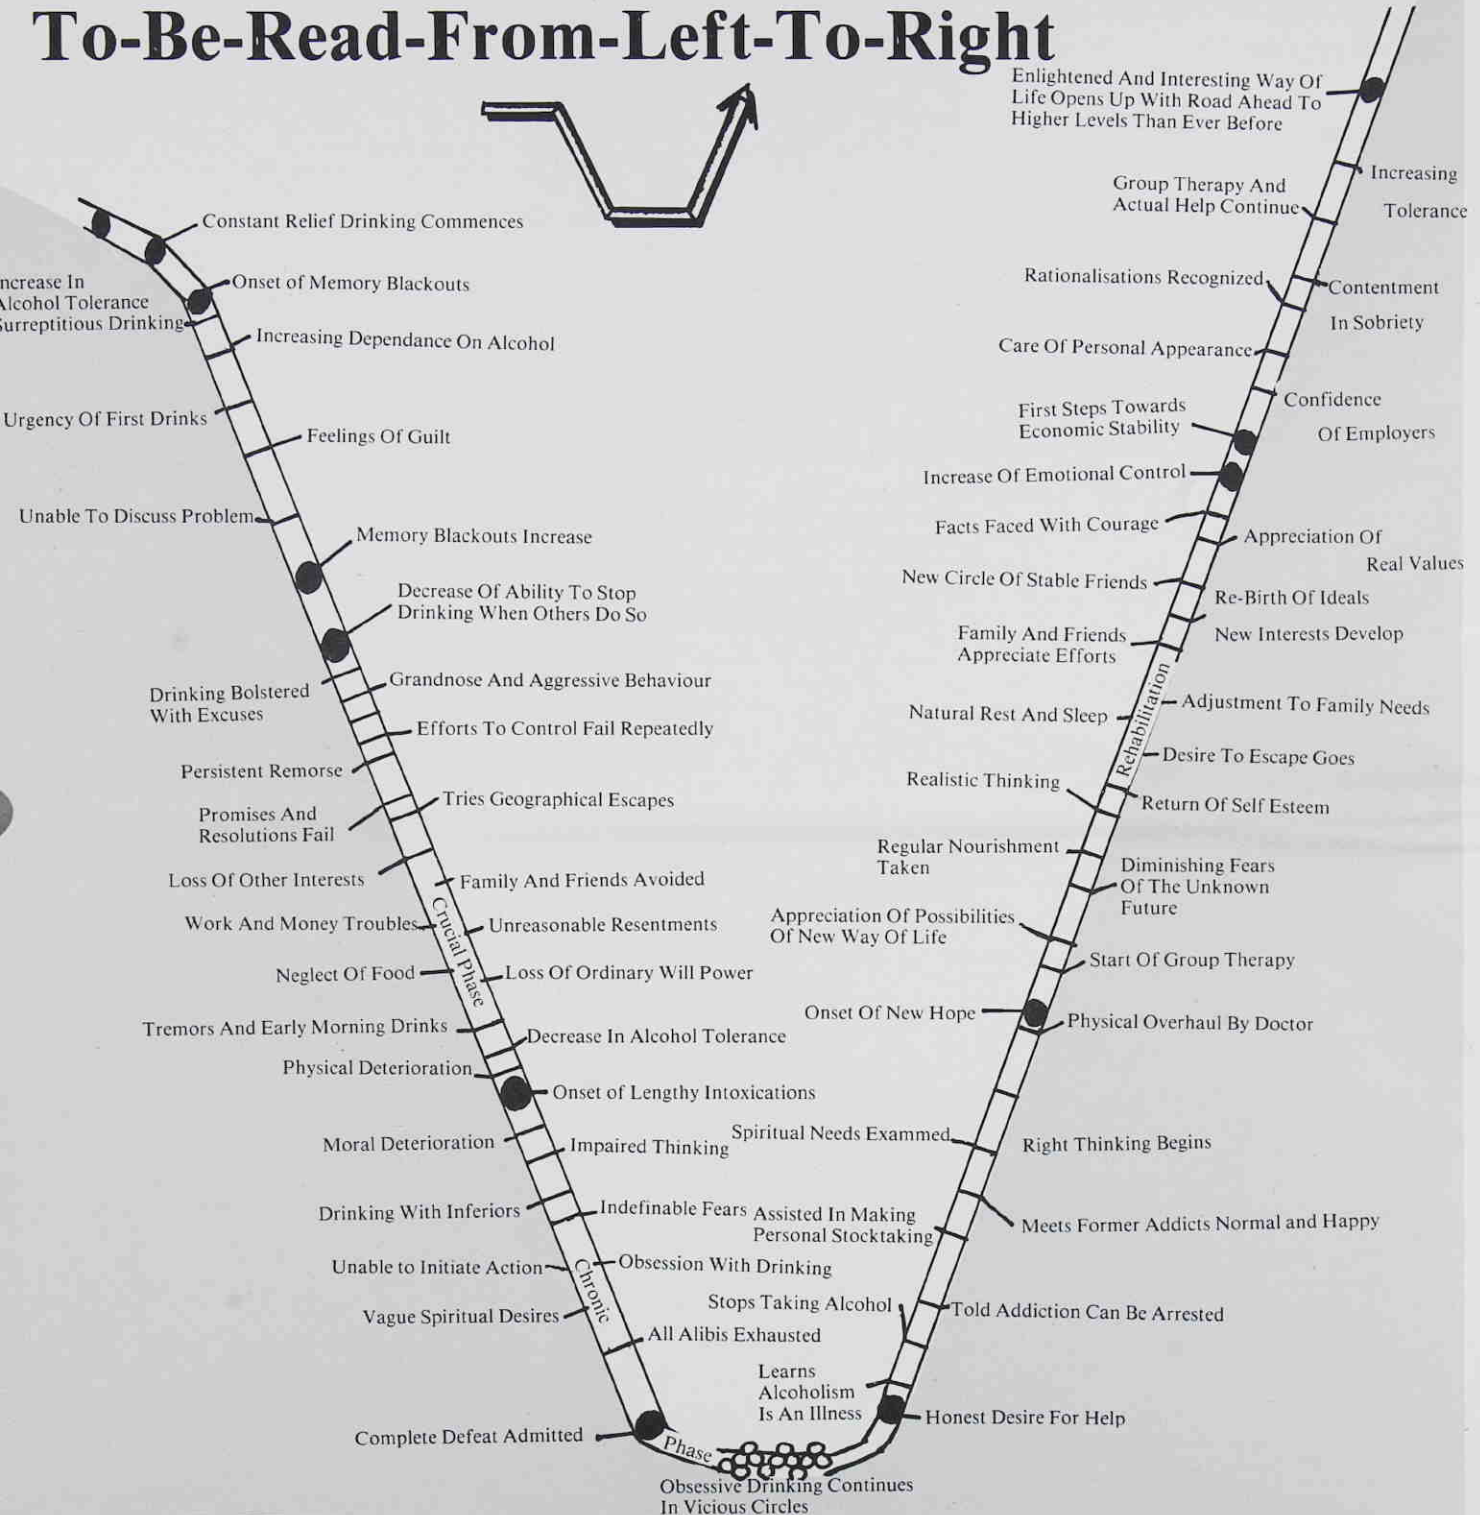 To-Be-Read-From-Left-To-Right
Constant Relief Drinking Commences
Onset of Memory Blackouts
ncrease In
Alcohol Tolerance
Surreptitious Drinking
Increasing Dependance On Alcohol
Urgency Of First Drinks
Feelings Of Guilt
Unable To Discuss Problem
Memory Blackouts Increase
Decrease Of Ability To Stop
Drinking When Others Do So
Drinking Bolstered
With Excuses
Grandnose And Aggressive Behaviour
Efforts To Control Fail Repeatedly
Persistent Remorse
Tries Geographical Escapes
Promises And
Resolutions Fail
Loss Of Other Interests
Family And Friends Avoided
Work And Money Troubles
Unreasonable Resentments
Crucial Phase
Neglect Of Food
Loss Of Ordinary Will Power
Tremors And Early Morning Drinks
Decrease In Alcohol Tolerance
Physical Deterioration
Onset of Lengthy Intoxications
Moral Deterioration
Impaired Thinking
Drinking With Inferiors
Indefinable Fears
Unable to Initiate Action
Obsession With Drinking
Chronic
Vague Spiritual Desires
All Alibis Exhausted
Complete Defeat Admitted
Phase
Obsessive Drinking Continues
In Vicious Circles
Honest Desire For Help
Learns
Alcoholism
Is An Illness
Told Addiction Can Be Arrested
Stops Taking Alcohol
Meets Former Addicts Normal and Happy
Assisted In Making
Personal Stocktaking
Right Thinking Begins
Spiritual Needs Exammed
Physical Overhaul By Doctor
Onset Of New Hope
Start Of Group Therapy
Appreciation Of Possibilities
Of New Way Of Life
Diminishing Fears
Of The Unknown
Future
Regular Nourishment
Taken
Return Of Self Esteem
Realistic Thinking
Desire To Escape Goes
Rehabilitation
Natural Rest And Sleep
Adjustment To Family Needs
Family And Friends
Appreciate Efforts
New Interests Develop
Re-Birth Of Ideals
New Circle Of Stable Friends
Appreciation Of
Real Values
Facts Faced With Courage
Increase Of Emotional Control
First Steps Towards
Economic Stability
Confidence
Of Employers
Care Of Personal Appearance
Contentment
In Sobriety
Rationalisations Recognized
Group Therapy And
Actual Help Continue
Increasing
Tolerance
Enlightened And Interesting Way Of
Life Opens Up With Road Ahead To
Higher Levels Than Ever Before